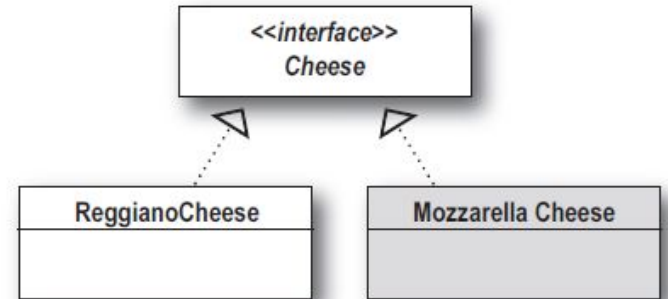 <<interface>>
Cheese
ReggianoCheese
Mozzarella Cheese